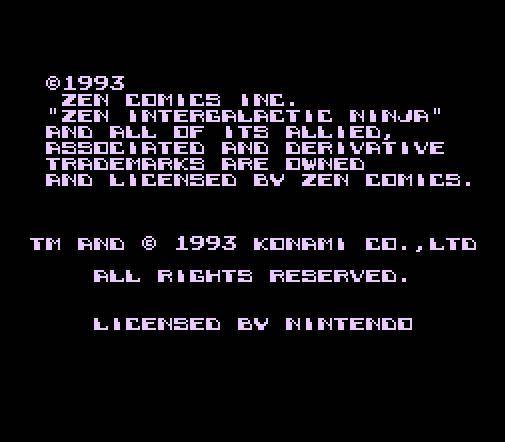 ©1993
ZEN COMICS INC.
"ZEN INTERGALACTIC NINJA"
AND ALL OF ITS ALLIED,
ASSOCIATED AND DERIVATIVE
TRADEMARKS ARE OWNED
AND LICENSED BY ZEN COMICS.
TM AND © 1993 KONAMI CO.,LTD
ALL RIGHTS RESERVED.
LICENSED BY NINTENDO